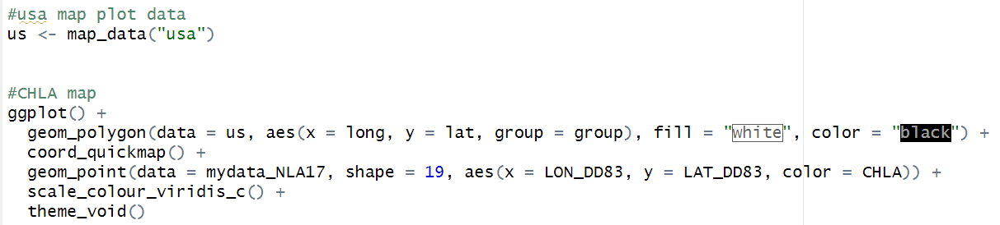 #usa map plot data
us <- map_data("usa")
#CHLA map
ggplot() +
geom_polygon(data = us, aes(x = long, y = lat, group = group), fill = "white", color = "black") +
coord_quickmap() +
geom_point(data = mydata_NLA17, shape = 19, aes(x = LON_DD83, y = LAT_DD83, color = CHLA)) +
scale_colour_viridis_c() +
theme_void()